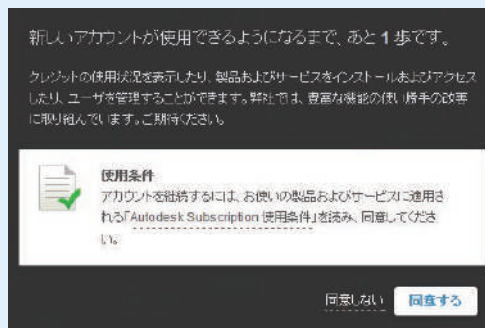 新しいアカウントが使用できるようになるまで、あと1歩です。
クレジットの使用状況を表示したり、製品およびサービスをインストールおよびアクセス
したり、ユーザを管理することができます。弊社では、豊富な機能の使い勝手の改善
に取り組んでいます。ご期待ください。
使用条件
アカウントを継続するには、お使いの製品およびサービスに適用さ
れる「Autodesk Subscription 使用条件」を読み、同意してくださ
い。
同意しない 同意する